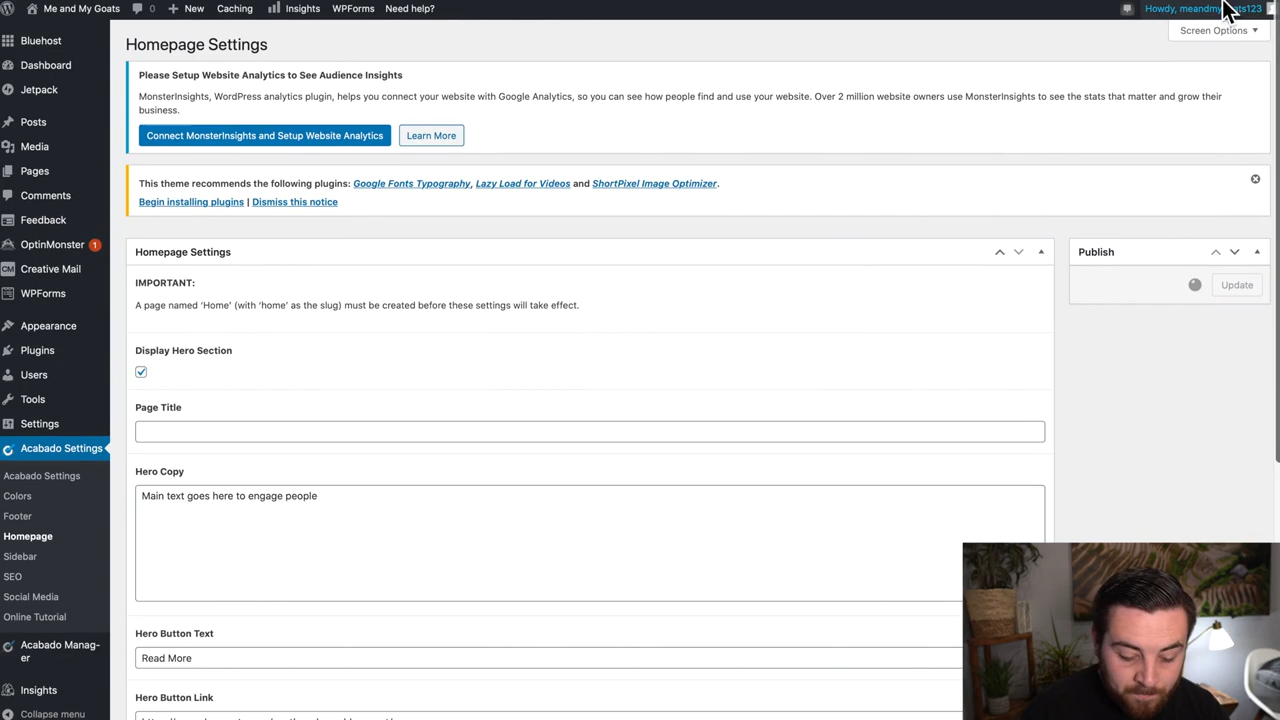 Me and My Goats
0
New
Caching
Insights
WPForms
Need help?
Howdy, meandmy
ts123
Screen Options
Bluehost
Dashboard
Jetpack
Posts
Media
Pages
Comments
Feedback
OptinMonster 1
CM Creative Mail
WPForms
Appearance
Plugins
Users
Tools
Settings
Acabado Settings
Acabado Settings
Colors
Footer
Homepage
Sidebar
SEO
Social Media
Online Tutorial
Acabado Manag-
er
Insights
Collapse menu
Homepage Settings
Please Setup Website Analytics to See Audience Insights
MonsterInsights, WordPress analytics plugin, helps you connect your website with Google Analytics, so you can see how people find and use your website. Over 2 million website owners use MonsterInsights to see the stats that matter and grow their
business.
Connect MonsterInsights and Setup Website Analytics
Learn More
This theme recommends the following plugins: Google Fonts Typography, Lazy Load for Videos and ShortPixel Image Optimizer.
Begin installing plugins | Dismiss this notice
Homepage Settings
IMPORTANT:
A page named ‘Home’ (with ‘home’ as the slug) must be created before these settings will take effect.
Display Hero Section
Page Title
Hero Copy
Main text goes here to engage people
Hero Button Text
Read More
Hero Button Link
Publish
Update